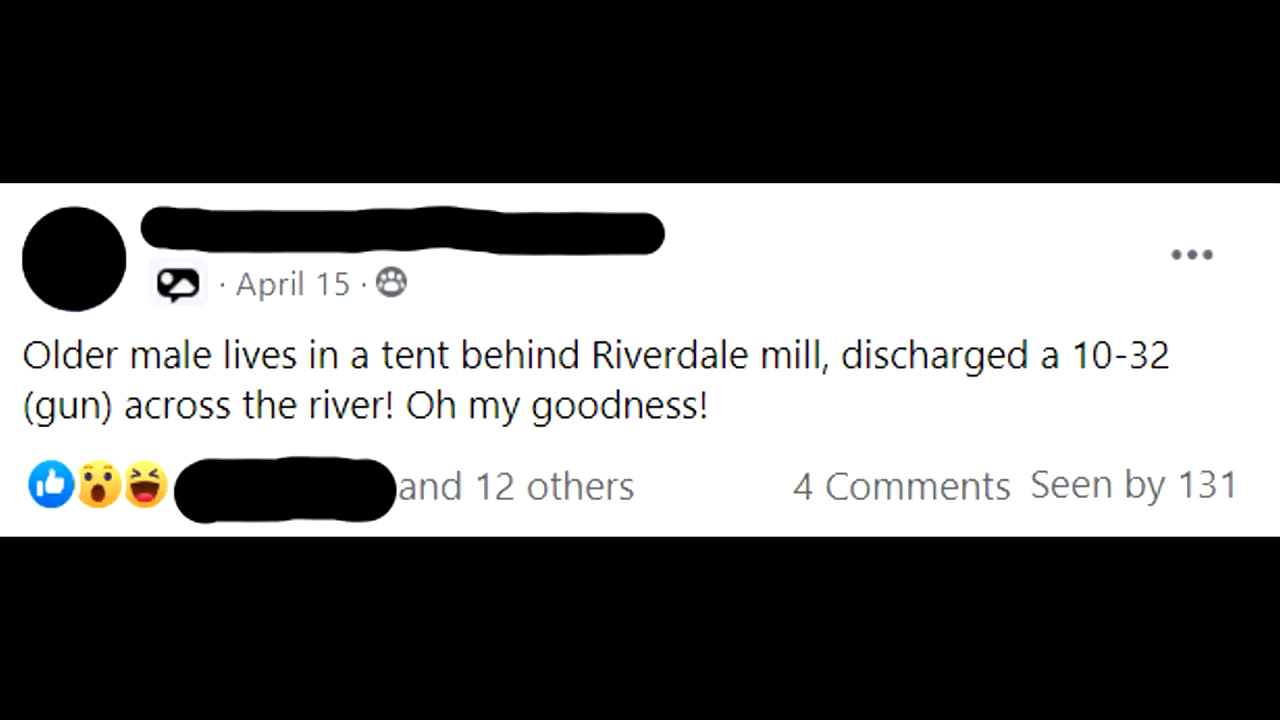 · April 15 ·
Older male lives in a tent behind Riverdale mill, discharged a 10-32
(gun) across the river! Oh my goodness!
and 12 others 4 Comments Seen by 131